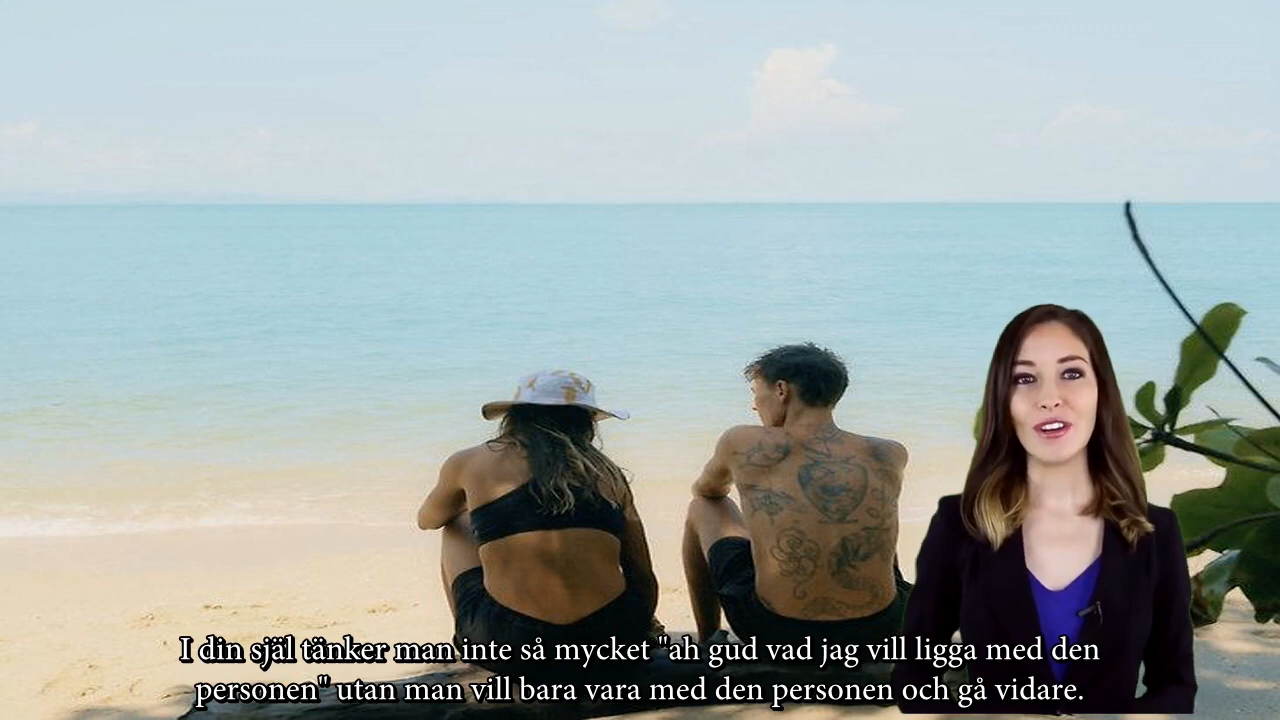 I din själ tänker man inte så mycket "ah gud vad jag vill ligga med den
personen" utan man vill bara vara med den personen och gå vidare.